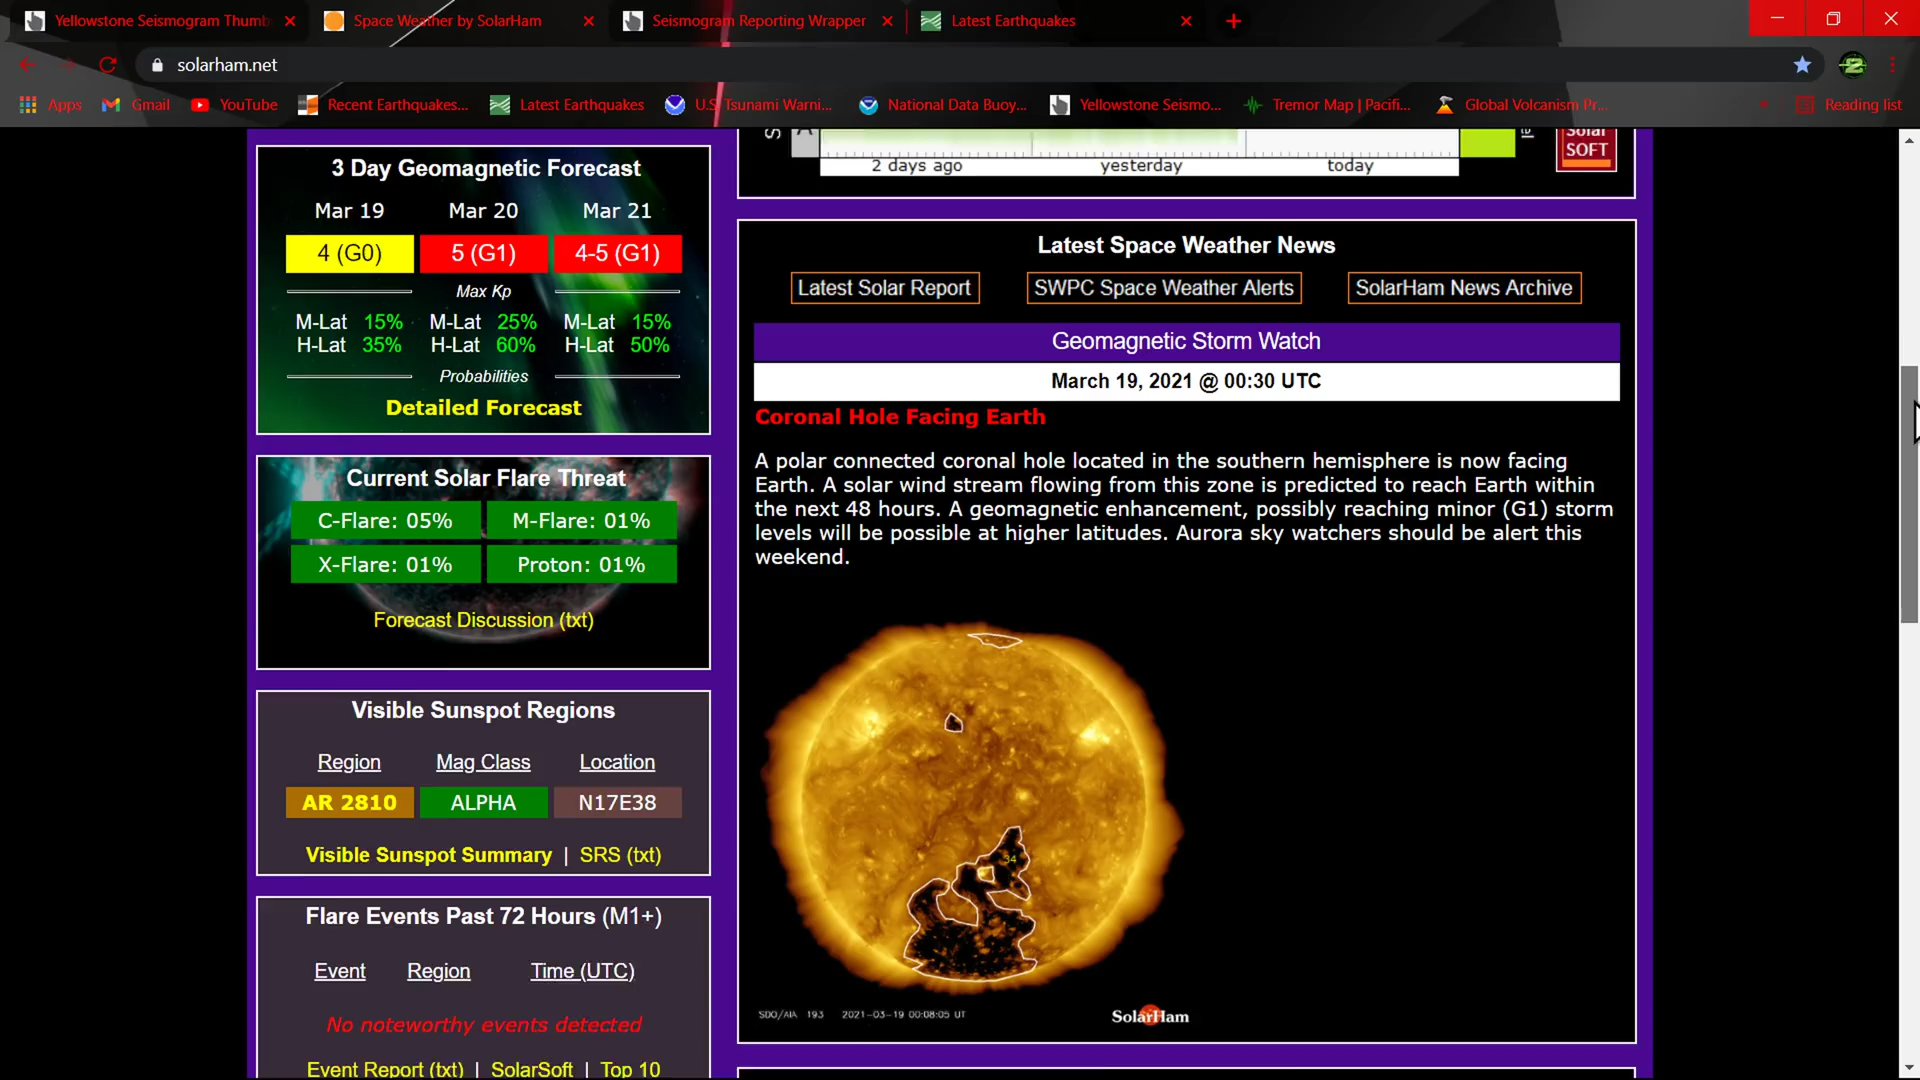 Yellowstone Seismogram Thumb
Space Weather by SolarHam
Seismogram Reporting Wrapper
Latest Earthquakes
solarham.net
Apps
Gmail
YouTube
Recent Earthquakes...
Latest Earthquakes
U.S. Tsunami Warni...
National Data Buoy...
Yellowstone Seismo...
Tremor Map | Pacifi...
Global Volcanism Pr...
Reading list
3 Day Geomagnetic Forecast
Mar 19 Mar 20 Mar 21
4 (G0) 5 (G1) 4-5 (G1)
Max Kp
M-Lat 15% M-Lat 25% M-Lat 15%
H-Lat 35% H-Lat 60% H-Lat 50%
Probabilities
Detailed Forecast
Current Solar Flare Threat
C-Flare: 05% M-Flare: 01%
X-Flare: 01% Proton: 01%
Forecast Discussion (txt)
Visible Sunspot Regions
Region Mag Class Location
AR 2810 ALPHA N17E38
Visible Sunspot Summary | SRS (txt)
Flare Events Past 72 Hours (M1+)
Event Region Time (UTC)
No noteworthy events detected
Event Report (txt) | SolarSoft | Top 10
2 days ago yesterday today
Solar
SOFT
Latest Space Weather News
Latest Solar Report SWPC Space Weather Alerts SolarHam News Archive
Geomagnetic Storm Watch
March 19, 2021 @ 00:30 UTC
Coronal Hole Facing Earth
A polar connected coronal hole located in the southern hemisphere is now facing
Earth. A solar wind stream flowing from this zone is predicted to reach Earth within
the next 48 hours. A geomagnetic enhancement, possibly reaching minor (G1) storm
levels will be possible at higher latitudes. Aurora sky watchers should be alert this
weekend.
34
SDO/AIA 193 2021-03-19 00:08:05 UT
SolarHam